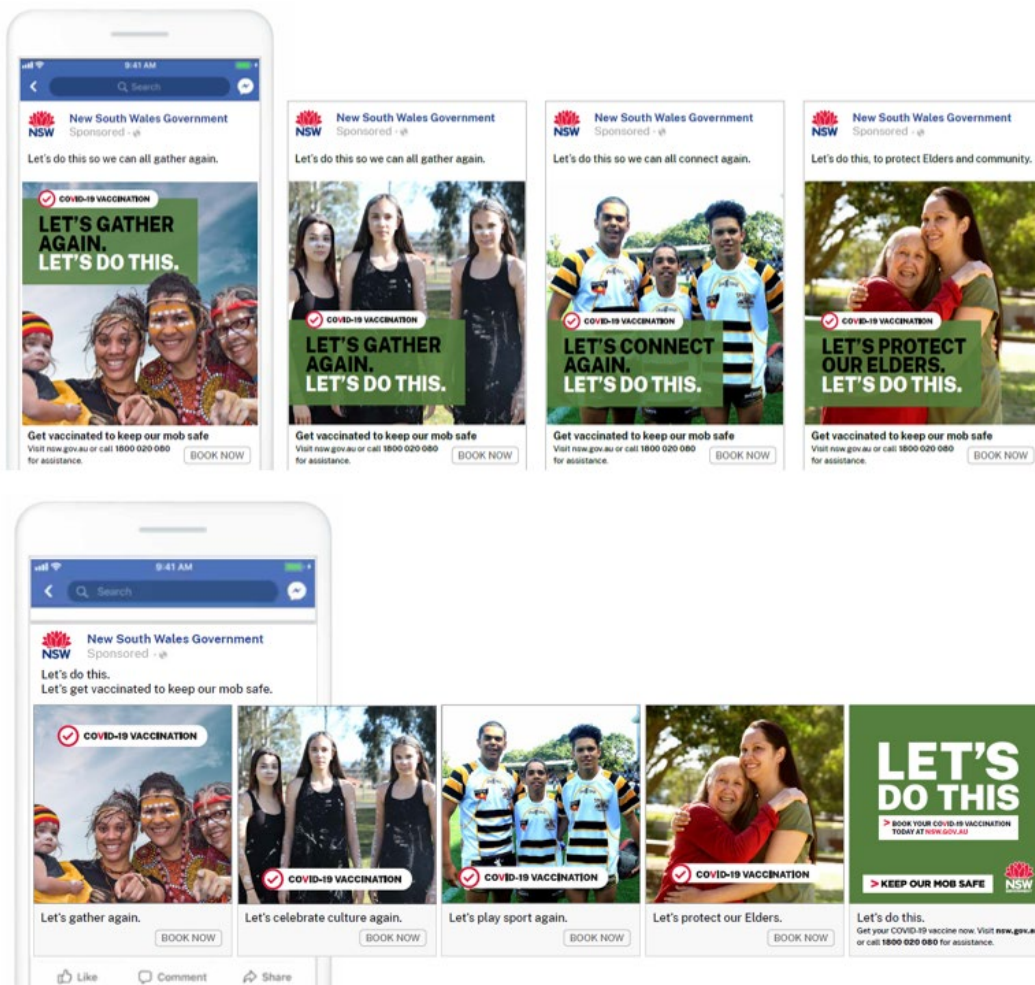 9:41 AM
Search
NSW
New South Wales Government
Sponsored ·
Let's do this so we can all gather again.
COVID-19 VACCINATION
LET'S GATHER
AGAIN.
LET'S DO THIS.
Get vaccinated to keep our mob safe
Visit nsw.gov.au or call 1800 020 080
for assistance.
BOOK NOW
NSW
New South Wales Government
Sponsored ·
Let's do this so we can all gather again.
COVID-19 VACCINATION
LET'S GATHER
AGAIN.
LET'S DO THIS.
Get vaccinated to keep our mob safe
Visit nsw.gov.au or call 1800 020 080
for assistance.
BOOK NOW
NSW
New South Wales Government
Sponsored ·
Let's do this so we can all connect again.
COVID-19 VACCINATION
LET'S CONNECT
AGAIN.
LET'S DO THIS.
Get vaccinated to keep our mob safe
Visit nsw.gov.au or call 1800 020 080
for assistance.
BOOK NOW
NSW
New South Wales Government
Sponsored ·
Let's do this, to protect Elders and community.
COVID-19 VACCINATION
LET'S PROTECT
OUR ELDERS.
LET'S DO THIS.
Get vaccinated to keep our mob safe
Visit nsw.gov.au or call 1800 020 080
for assistance.
BOOK NOW
9:41 AM
Search
NSW
New South Wales Government
Sponsored ·
Let's do this.
Let's get vaccinated to keep our mob safe.
COVID-19 VACCINATION
Let's gather again.
BOOK NOW
COVID-19 VACCINATION
Let's celebrate culture again.
BOOK NOW
COVID-19 VACCINATION
Let's play sport again.
BOOK NOW
COVID-19 VACCINATION
Let's protect our Elders.
BOOK NOW
LET'S
DO THIS
> BOOK YOUR COVID-19 VACCINATION
TODAY AT NSW.GOV.AU
> KEEP OUR MOB SAFE
NSW
Let's do this.
Get your COVID-19 vaccine now. Visit nsw.gov.au
or call 1800 020 080 for assistance.
Like
Comment
Share